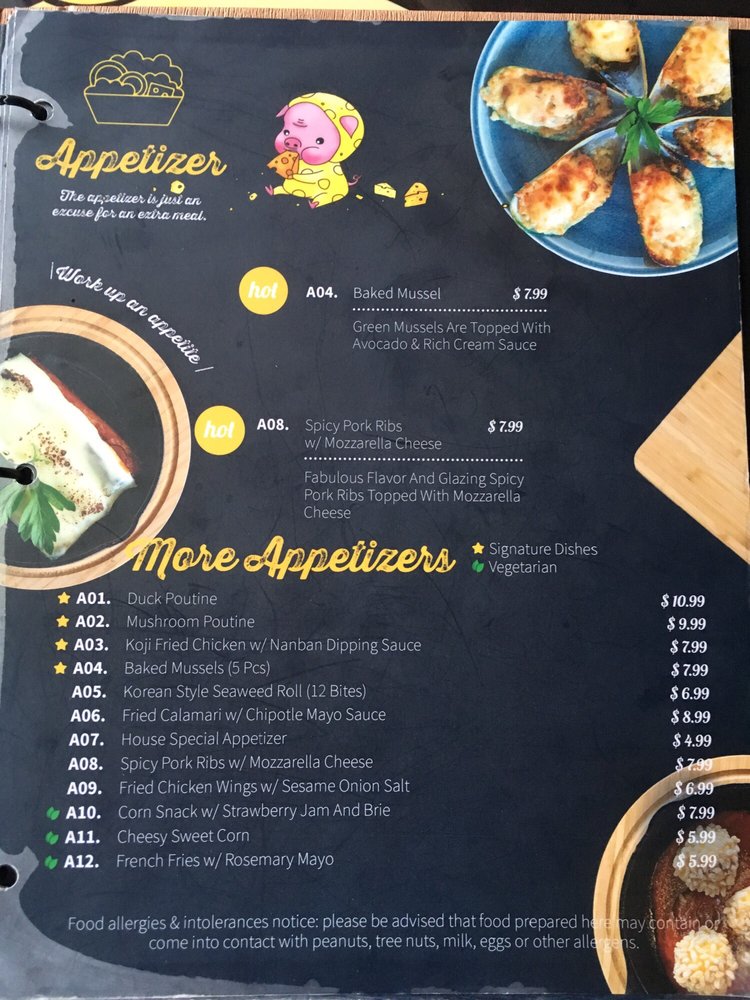 Appetizer
The appetizer is just an
excuse for an extra meal.
| Work up an appetite /
hot
A04. Baked Mussel $ 7.99
Green Mussels Are Topped With
Avocado & Rich Cream Sauce
hot
A08. Spicy Pork Ribs $ 7.99
w/ Mozzarella Cheese
Fabulous Flavor And Glazing Spicy
Pork Ribs Topped With Mozzarella
Cheese
More Appetizers
Signature Dishes
Vegetarian
A01. Duck Poutine $ 10.99
A02. Mushroom Poutine $ 9.99
A03. Koji Fried Chicken w/ Nanban Dipping Sauce $ 7.99
A04. Baked Mussels (5 Pcs) $ 7.99
A05. Korean Style Seaweed Roll (12 Bites) $ 6.99
A06. Fried Calamari w/ Chipotle Mayo Sauce $ 8.99
A07. House Special Appetizer $ 4.99
A08. Spicy Pork Ribs w/ Mozzarella Cheese $ 7.99
A09. Fried Chicken Wings w/ Sesame Onion Salt $ 6.99
A10. Corn Snack w/ Strawberry Jam And Brie $ 7.99
A11. Cheesy Sweet Corn $ 5.99
A12. French Fries w/ Rosemary Mayo $ 5.99
Food allergies & intolerances notice: please be advised that food prepared here may contain or
come into contact with peanuts, tree nuts, milk, eggs or other allergens.